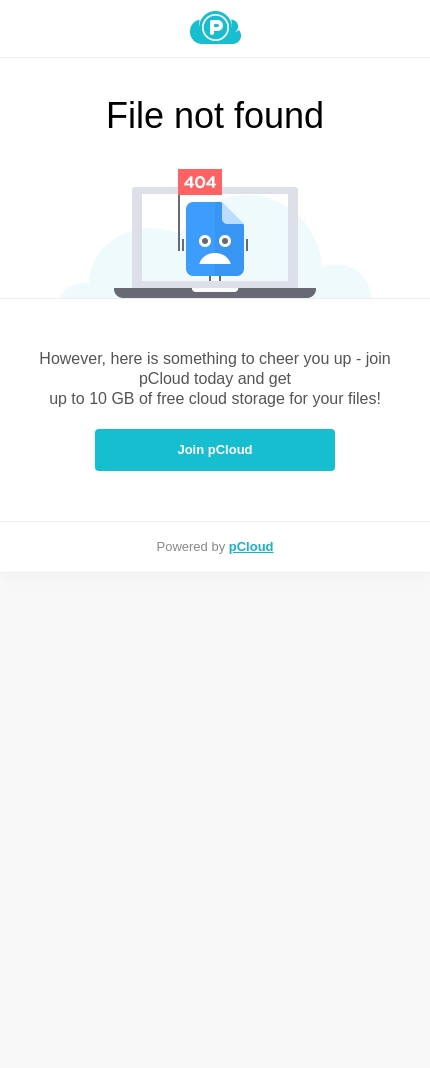 P
File not found
404
However, here is something to cheer you up - join
pCloud today and get
up to 10 GB of free cloud storage for your files!
Join pCloud
Powered by pCloud